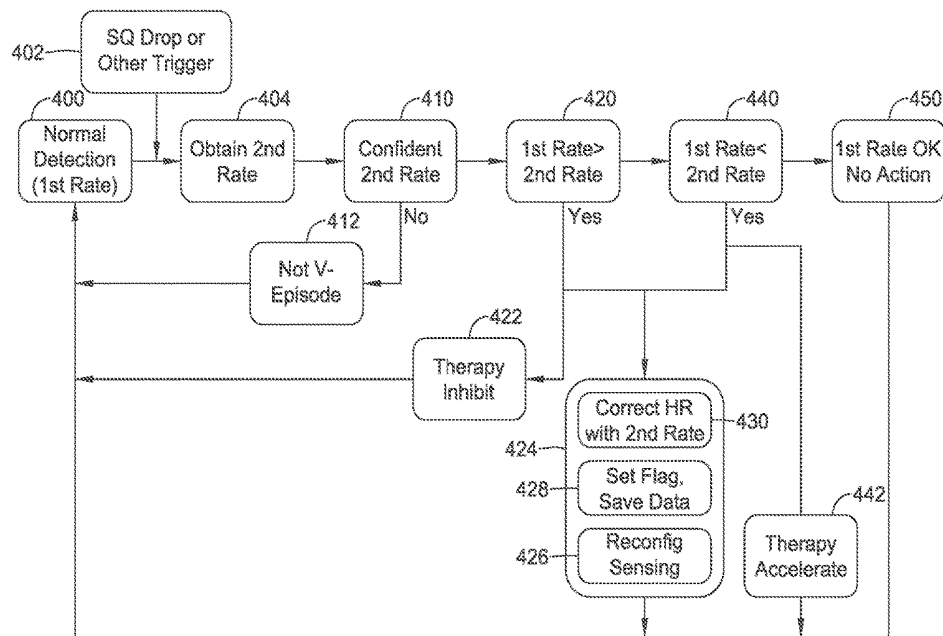 SQ Drop or
Other Trigger
402
400
Normal
Detection
(1st Rate)
404
Obtain 2nd
Rate
410
Confident
2nd Rate
420
1st Rate>
2nd Rate
440
1st Rate<
2nd Rate
450
1st Rate OK
No Action
No
Yes
Yes
412
Not V-
Episode
422
Therapy
Inhibit
424
Correct HR
with 2nd Rate
430
428
Set Flag,
Save Data
426
Reconfig
Sensing
442
Therapy
Accelerate